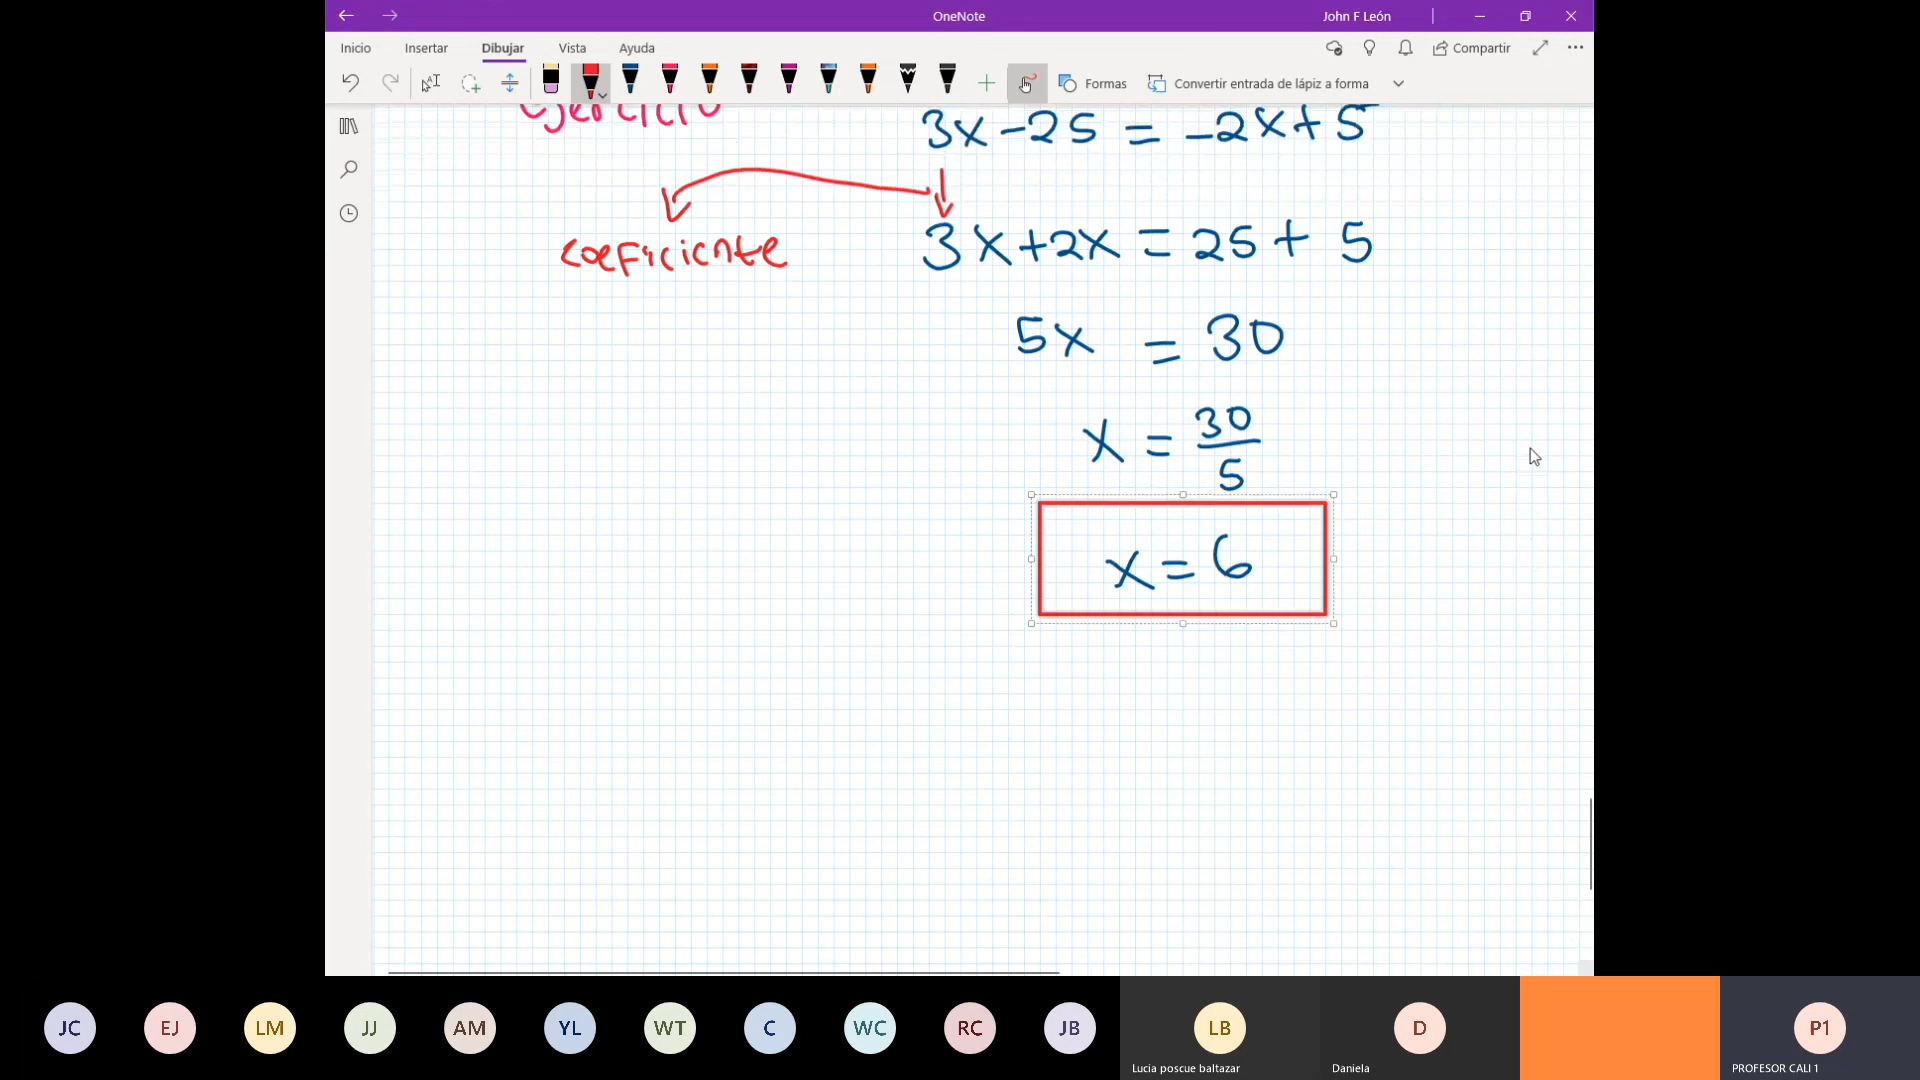 OneNote
John F León
Inicio
Insertar
Dibujar
Vista
Ayuda
Compartir
Formas
Convertir entrada de lápiz a forma
ejercicio
3x-25 = -2x+5
coeficiente
3x+2x = 25+ 5
5x = 30
x = 30/5
x = 6
JC
EJ
LM
JJ
AM
YL
WT
C
WC
RC
JB
LB
Lucia poscue baltazar
D
Daniela
P1
PROFESOR CALI 1